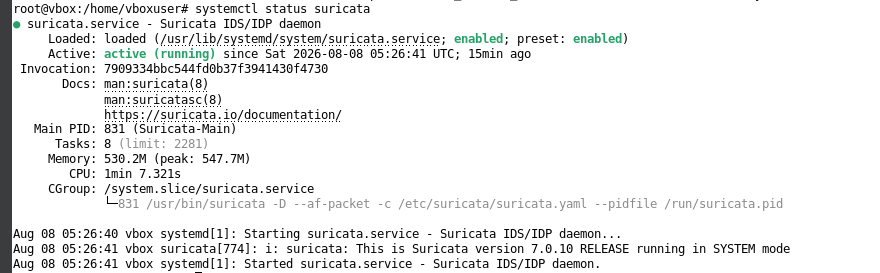 root@vbox:/home/vboxuser# systemctl status suricata
● suricata.service - Suricata IDS/IDP daemon
     Loaded: loaded (/usr/lib/systemd/system/suricata.service; enabled; preset: enabled)
     Active: active (running) since Sat 2026-08-08 05:26:41 UTC; 15min ago
 Invocation: 7909334bbc544fd0b37f3941430f4730
       Docs: man:suricata(8)
             man:suricatasc(8)
             https://suricata.io/documentation/
   Main PID: 831 (Suricata-Main)
      Tasks: 8 (limit: 2281)
     Memory: 530.2M (peak: 547.7M)
        CPU: 1min 7.321s
     CGroup: /system.slice/suricata.service
             └─831 /usr/bin/suricata -D --af-packet -c /etc/suricata/suricata.yaml --pidfile /run/suricata.pid

Aug 08 05:26:40 vbox systemd[1]: Starting suricata.service - Suricata IDS/IDP daemon...
Aug 08 05:26:41 vbox suricata[774]: i: suricata: This is Suricata version 7.0.10 RELEASE running in SYSTEM mode
Aug 08 05:26:41 vbox systemd[1]: Started suricata.service - Suricata IDS/IDP daemon.